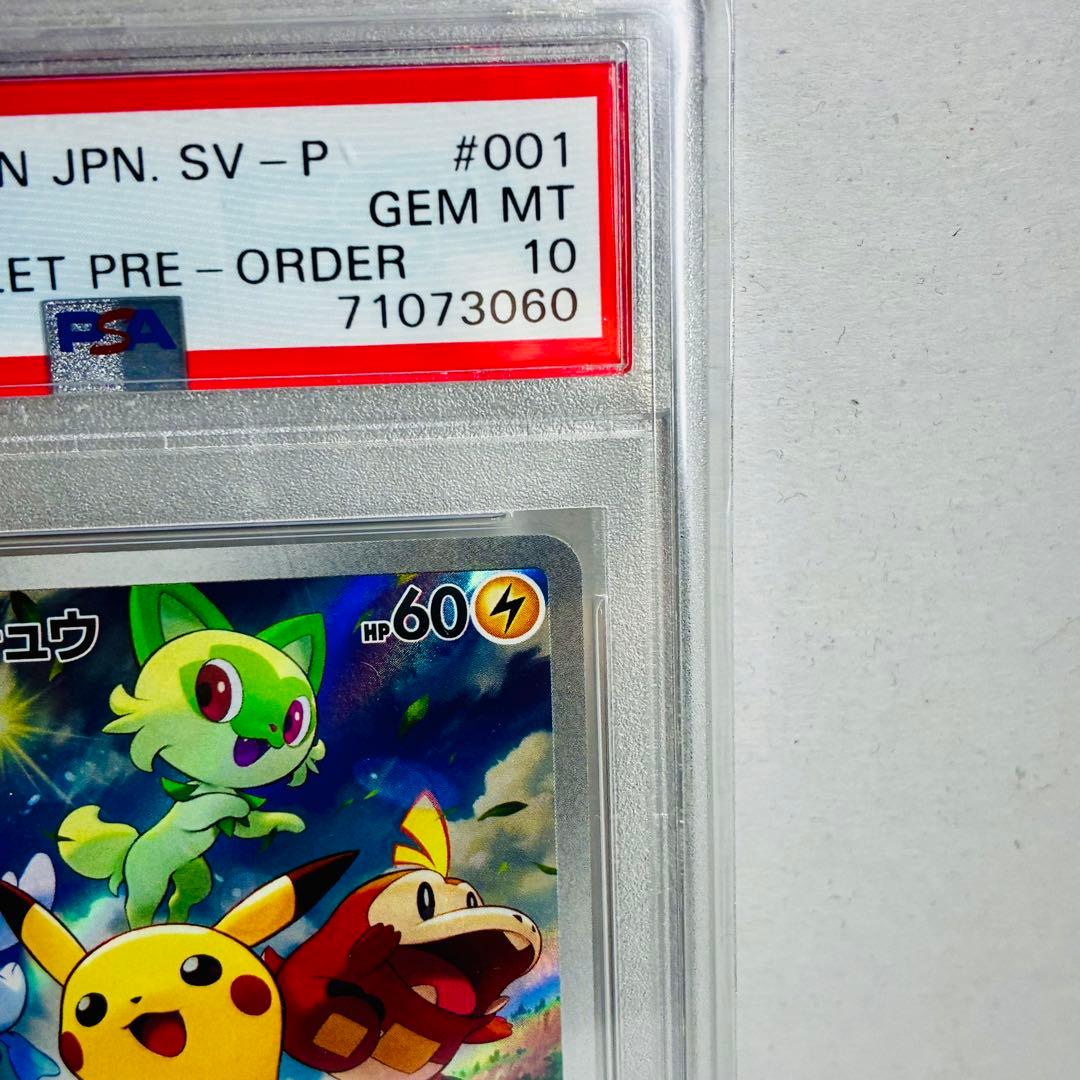 N JPN. SV-P #001
GEM MT
LET PRE-ORDER 10
71073060
PSA
ュウ HP60